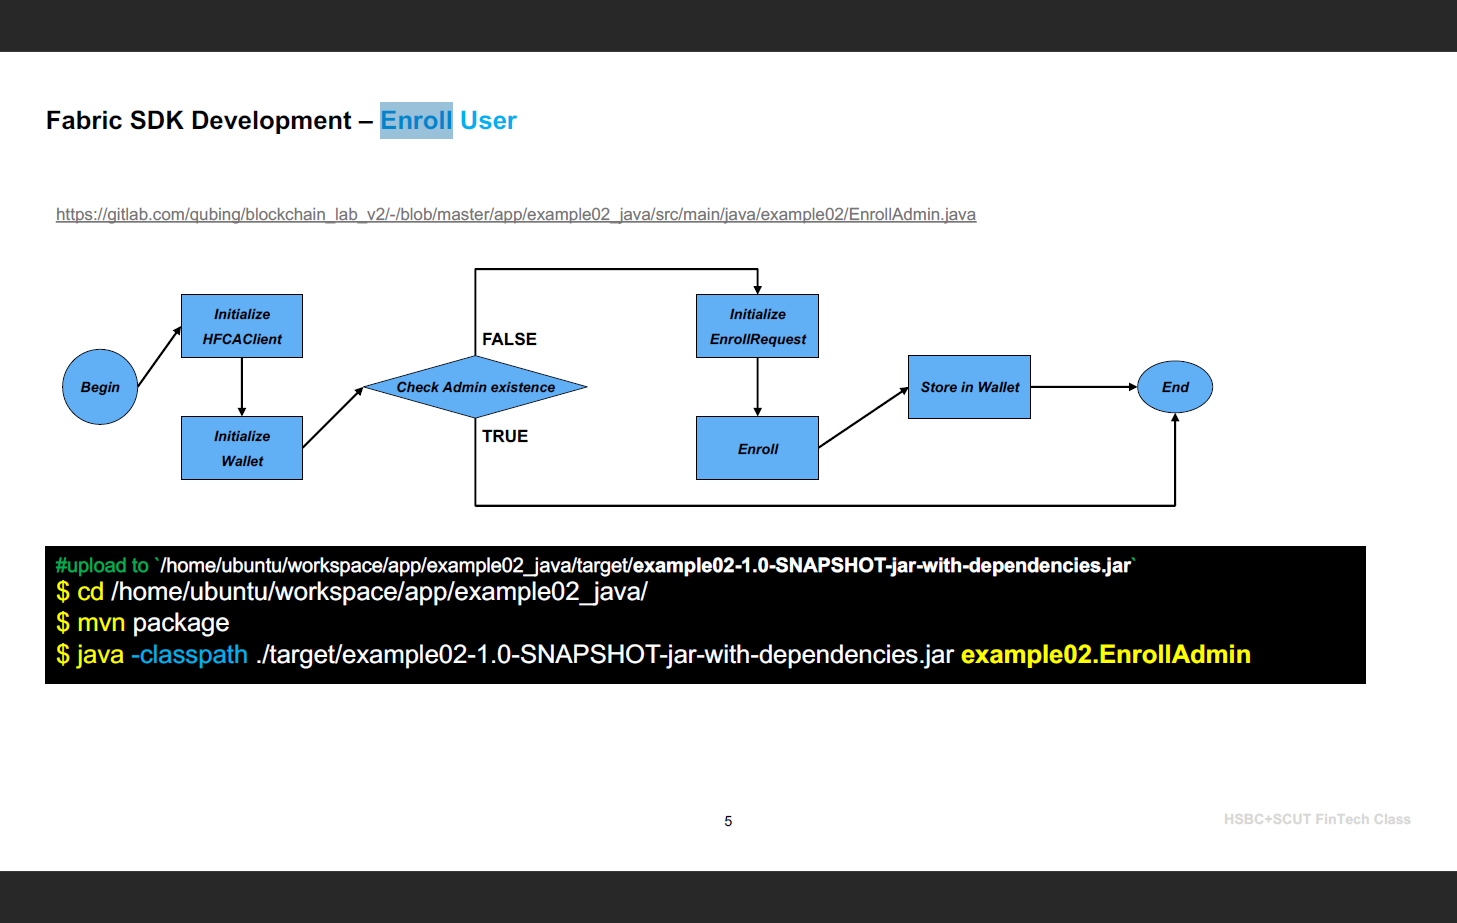 Fabric SDK Development – Enroll User
https://gitlab.com/qubing/blockchain_lab_v2/-/blob/master/app/example02_java/src/main/java/example02/EnrollAdmin.java
Begin
Initialize
HFCAClient
Initialize
Wallet
Check Admin existence
FALSE
TRUE
Initialize
EnrollRequest
Enroll
Store in Wallet
End
#upload to `/home/ubuntu/workspace/app/example02_java/target/example02-1.0-SNAPSHOT-jar-with-dependencies.jar`
$ cd /home/ubuntu/workspace/app/example02_java/
$ mvn package
$ java -classpath ./target/example02-1.0-SNAPSHOT-jar-with-dependencies.jar example02.EnrollAdmin
5
HSBC+SCUT FinTech Class